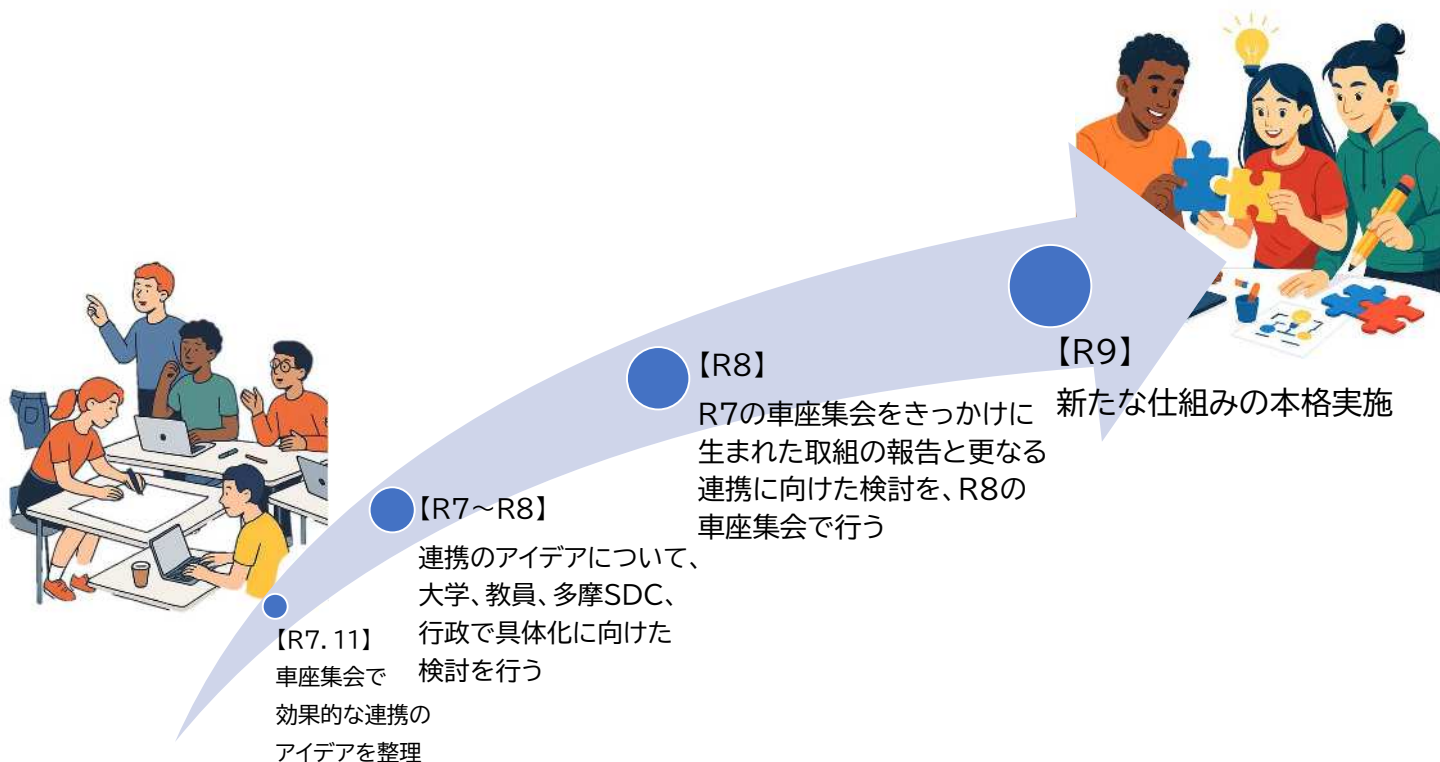 【R7．11】
車座集会で
効果的な連携の
アイデアを整理
【R7～R8】
連携のアイデアについて、
大学、教員、多摩SDC、
行政で具体化に向けた
検討を行う
【R8】
R7の車座集会をきっかけに
生まれた取組の報告と更なる
連携に向けた検討を、R8の
車座集会で行う
【R9】
新たな仕組みの本格実施